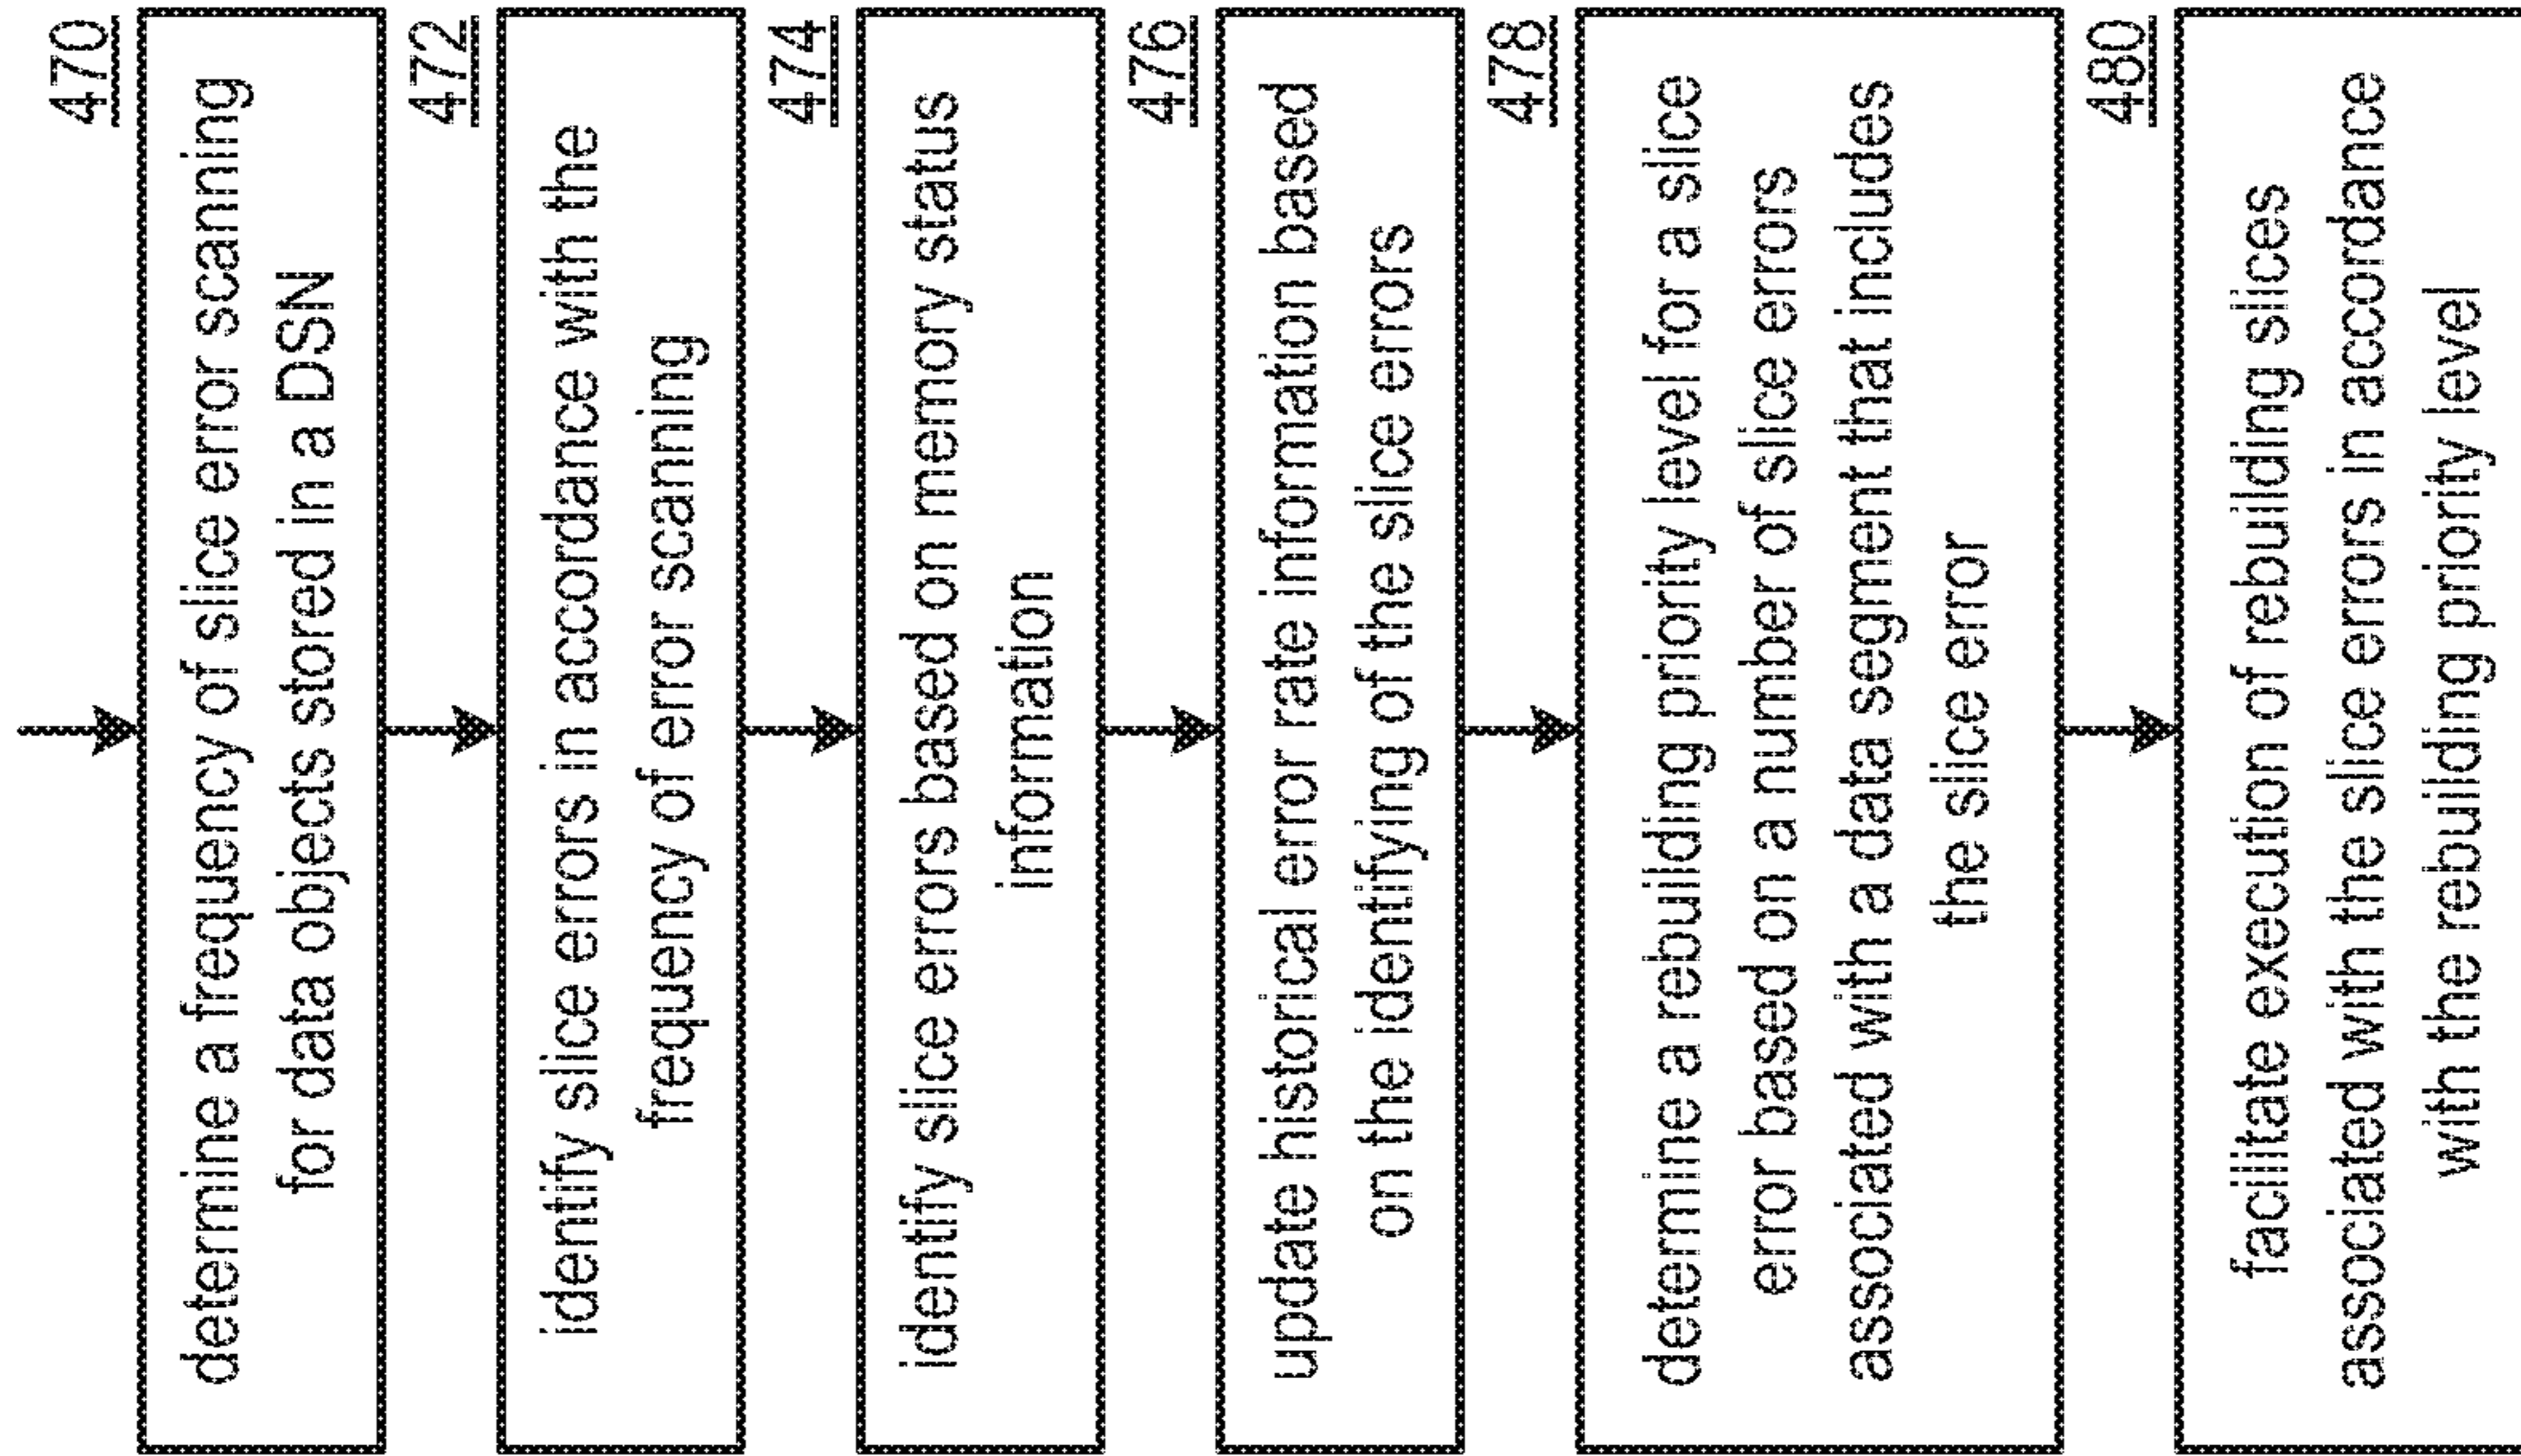 470
determine a frequency of slice error scanning
for data objects stored in a DSN
472
identify slice errors in accordance with the
frequency of error scanning
474
identify slice errors based on memory status
information
476
update historical error rate information based
on the identifying of the slice errors
478
determine a rebuilding priority level for a slice
error based on a number of slice errors
associated with a data segment that includes
the slice error
480
facilitate execution of rebuilding slices
associated with the slice errors in accordance
with the rebuilding priority level